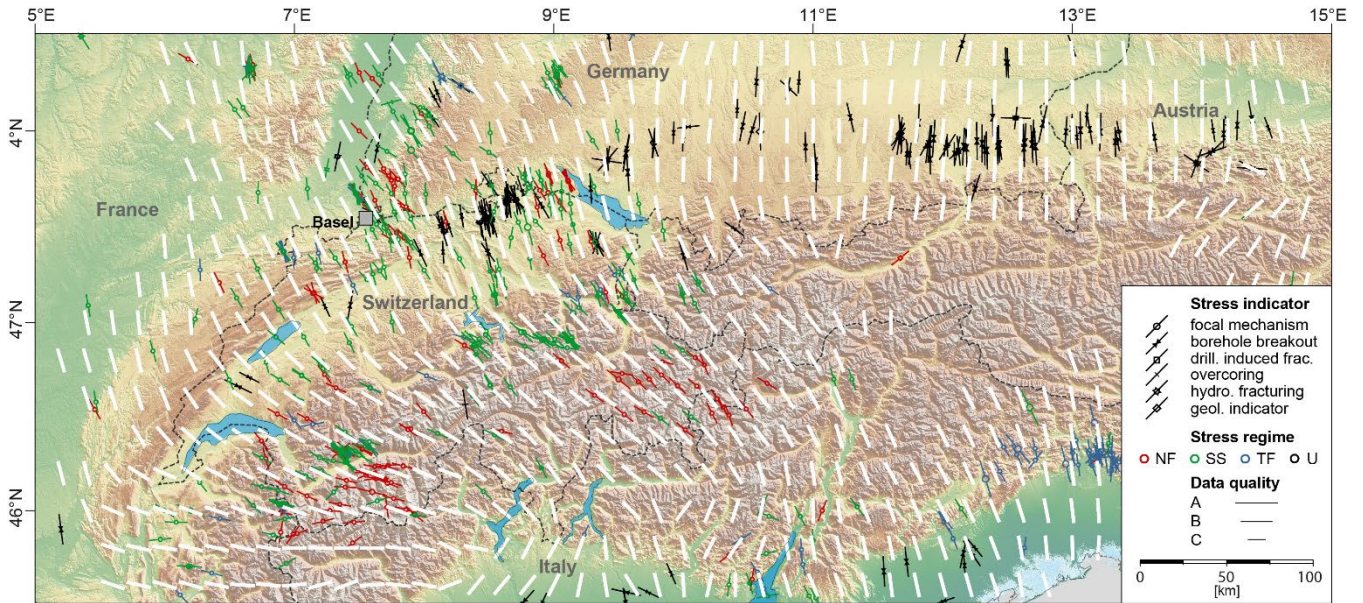 5°E 7°E 9°E 11°E 13°E 15°E
Germany
Austria
4°N
France
Basel
Switzerland
47°N
46°N
Italy
Stress indicator
focal mechanism
borehole breakout
drill. induced frac.
overcoring
hydro. fracturing
geol. indicator
Stress regime
NF SS TF U
Data quality
A
B
C
0 50 100
[km]